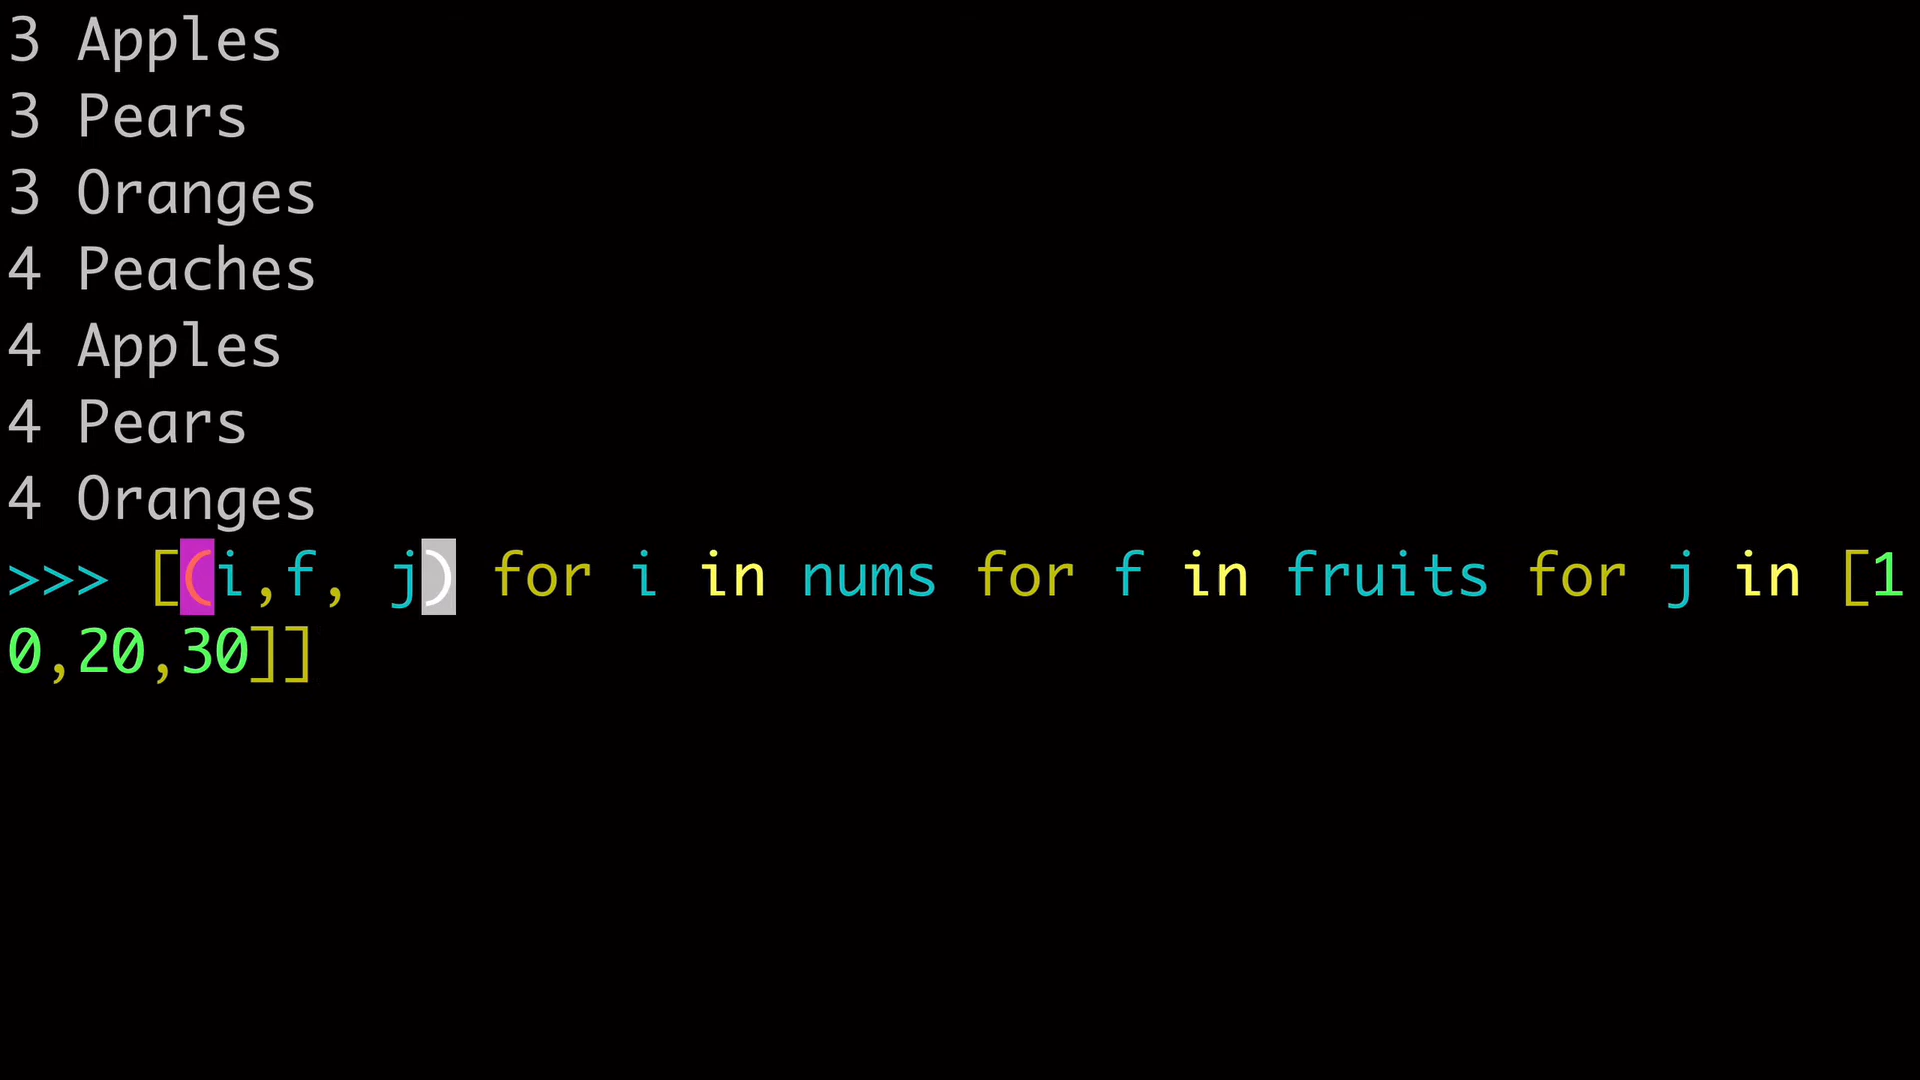 3 Apples
3 Pears
3 Oranges
4 Peaches
4 Apples
4 Pears
4 Oranges
>>> [(i,f, j) for i in nums for f in fruits for j in [1
0,20,30]]